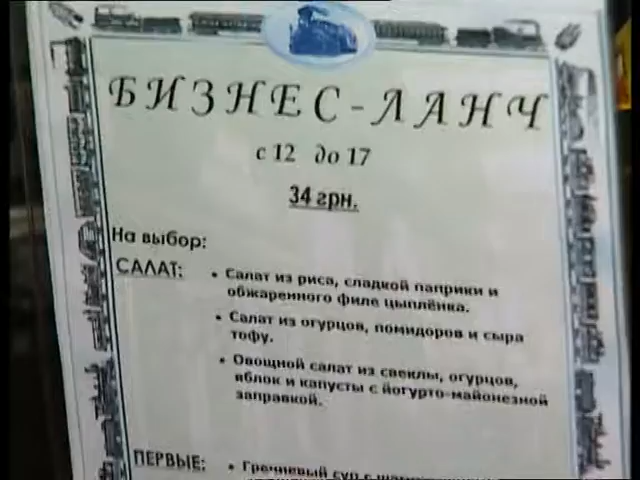 БИЗНЕС-ЛАНЧ
с 12 до 17
34 грн.
На выбор:
САЛАТ:
• Салат из риса, сладкой паприки и
обжаренного филе цыплёнка.
• Салат из огурцов, помидоров и сыра
тофу.
• Овощной салат из свеклы, огурцов,
яблок и капусты с йогурто-майонезной
заправкой.
ПЕРВЫЕ:
• Гречневый суп с